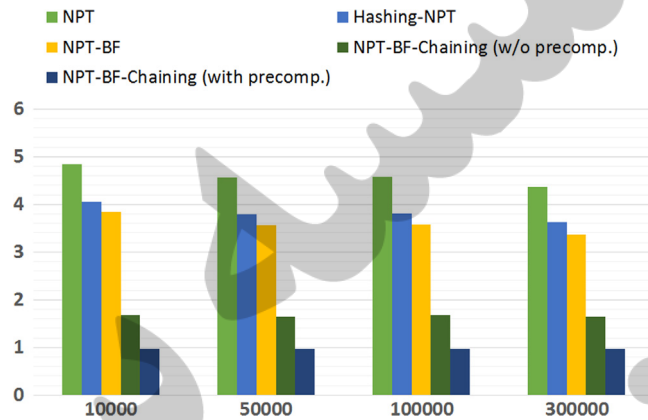 NPT
Hashing-NPT
NPT-BF
NPT-BF-Chaining (w/o precomp.)
NPT-BF-Chaining (with precomp.)
6
5
4
3
2
1
0
10000
50000
100000
300000